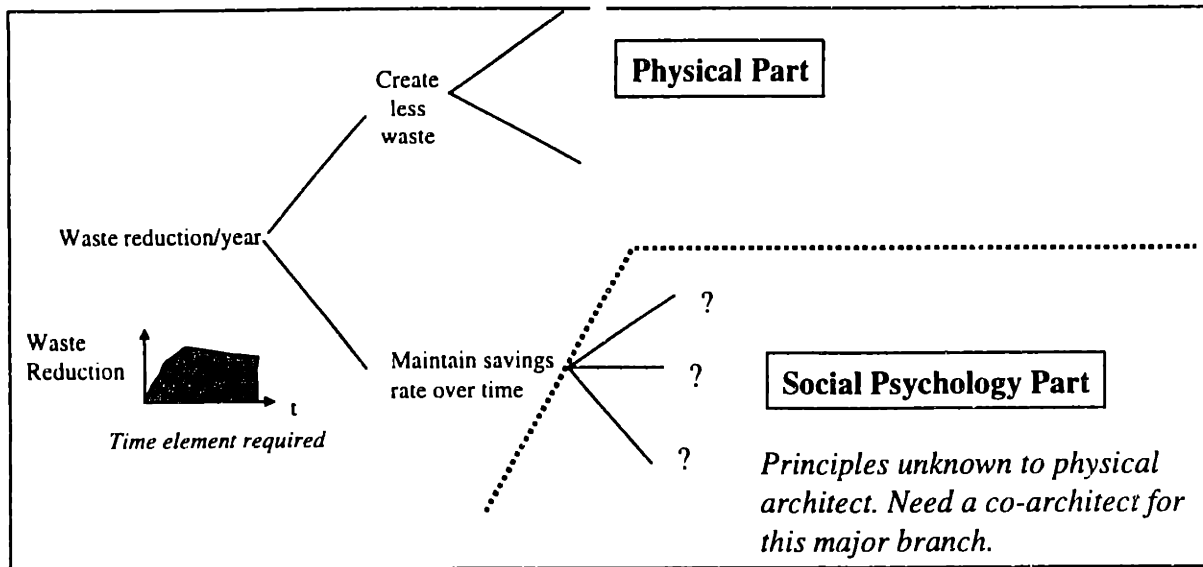 Physical Part
Create
less
waste
Waste reduction/year
?
Waste
Reduction
t
Time element required
Maintain savings
rate over time
?
?
Social Psychology Part
Principles unknown to physical
architect. Need a co-architect for
this major branch.